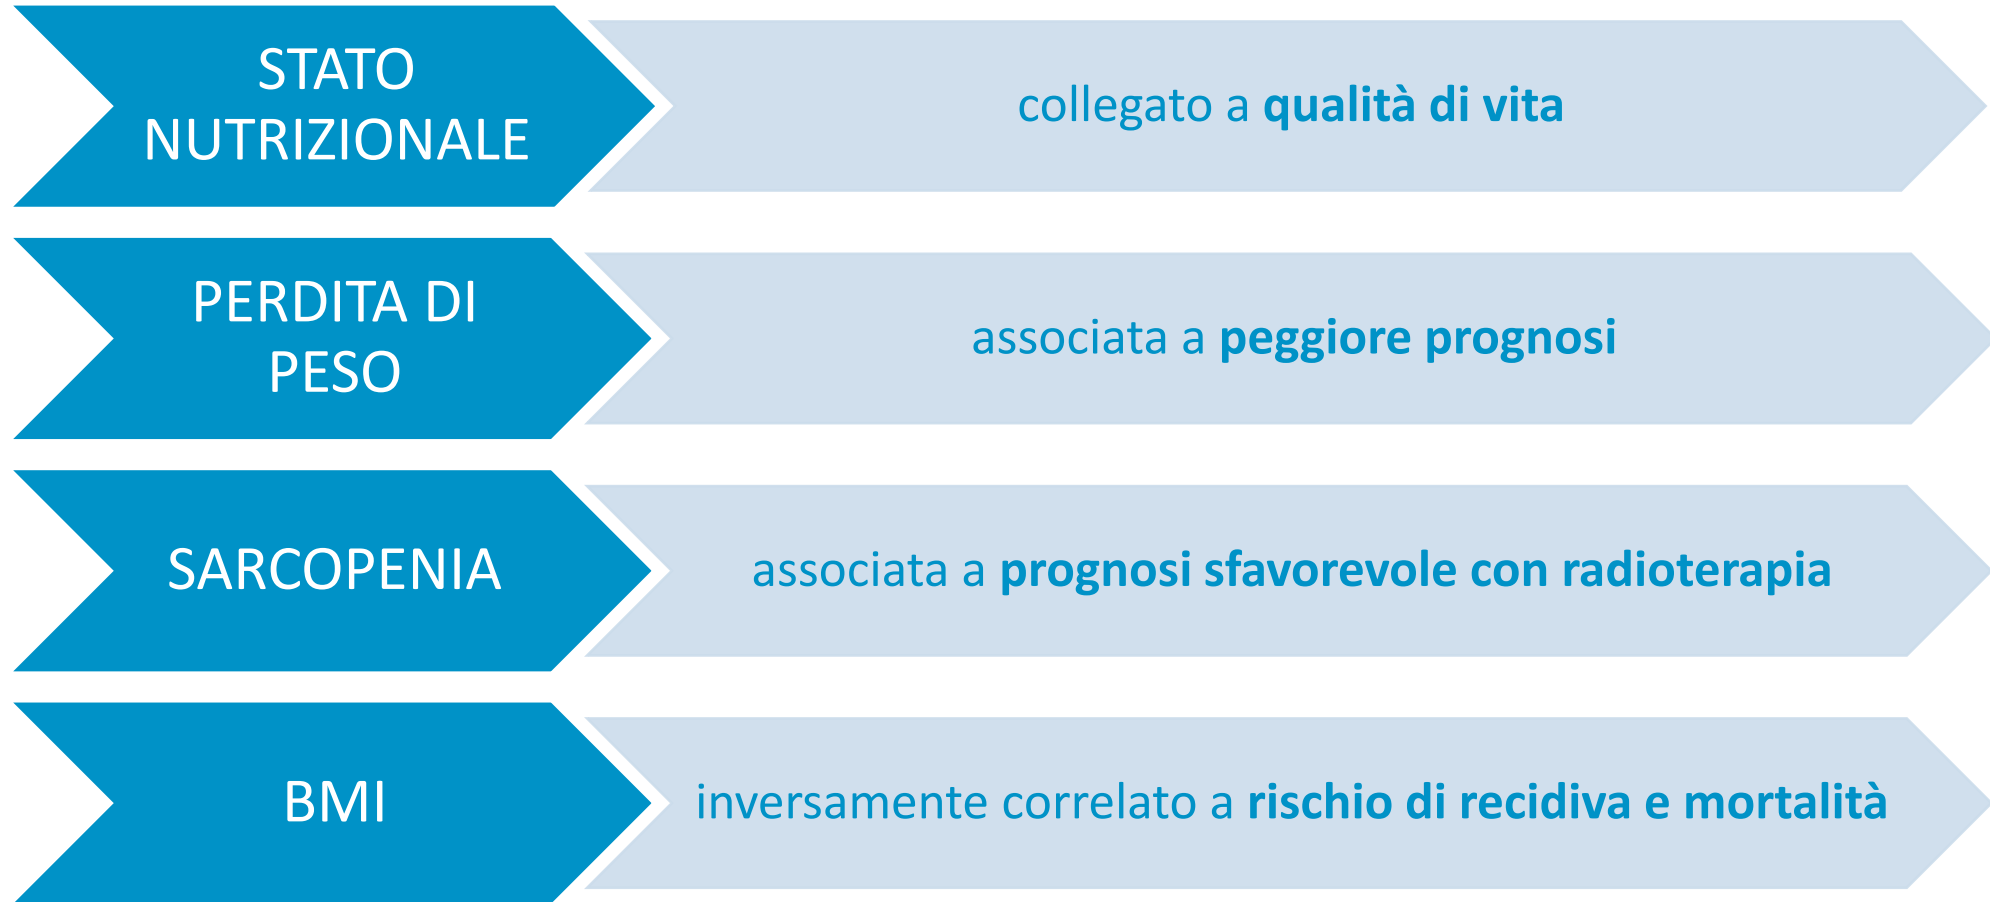 STATO
NUTRIZIONALE
collegato a qualità di vita
PERDITA DI
PESO
associata a peggiore prognosi
SARCOPENIA
associata a prognosi sfavorevole con radioterapia
BMI
inversamente correlato a rischio di recidiva e mortalità